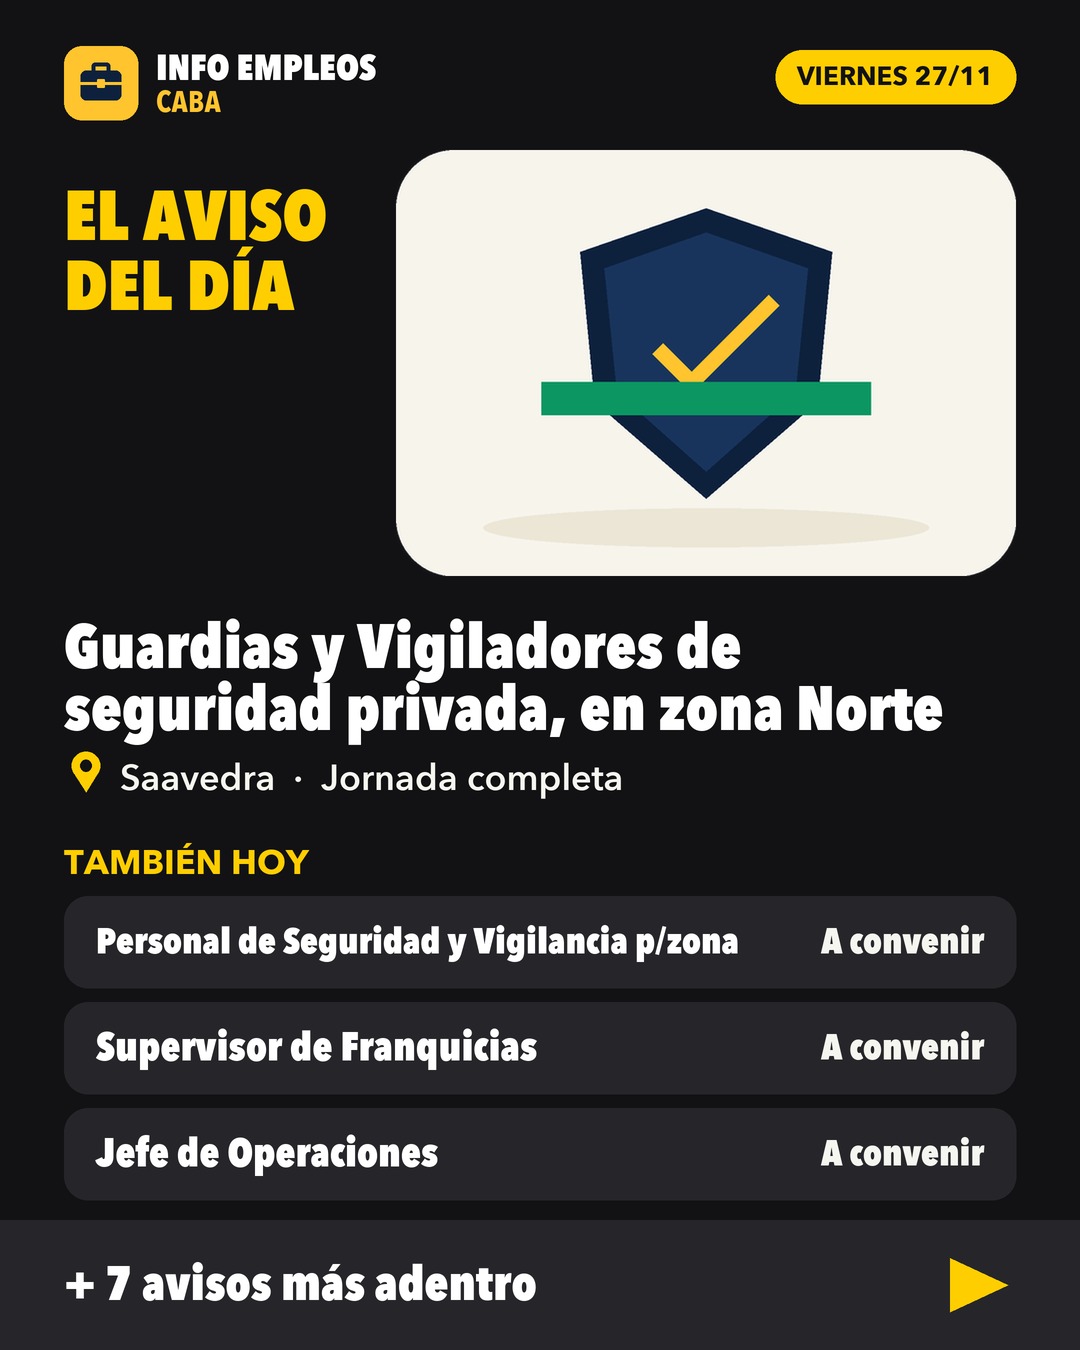 INFO EMPLEOS
CABA
VIERNES 27/11
EL AVISO
DEL DÍA
Guardias y Vigiladores de
seguridad privada, en zona Norte
Saavedra · Jornada completa
TAMBIÉN HOY
Personal de Seguridad y Vigilancia p/zona A convenir
Supervisor de Franquicias A convenir
Jefe de Operaciones A convenir
+ 7 avisos más adentro